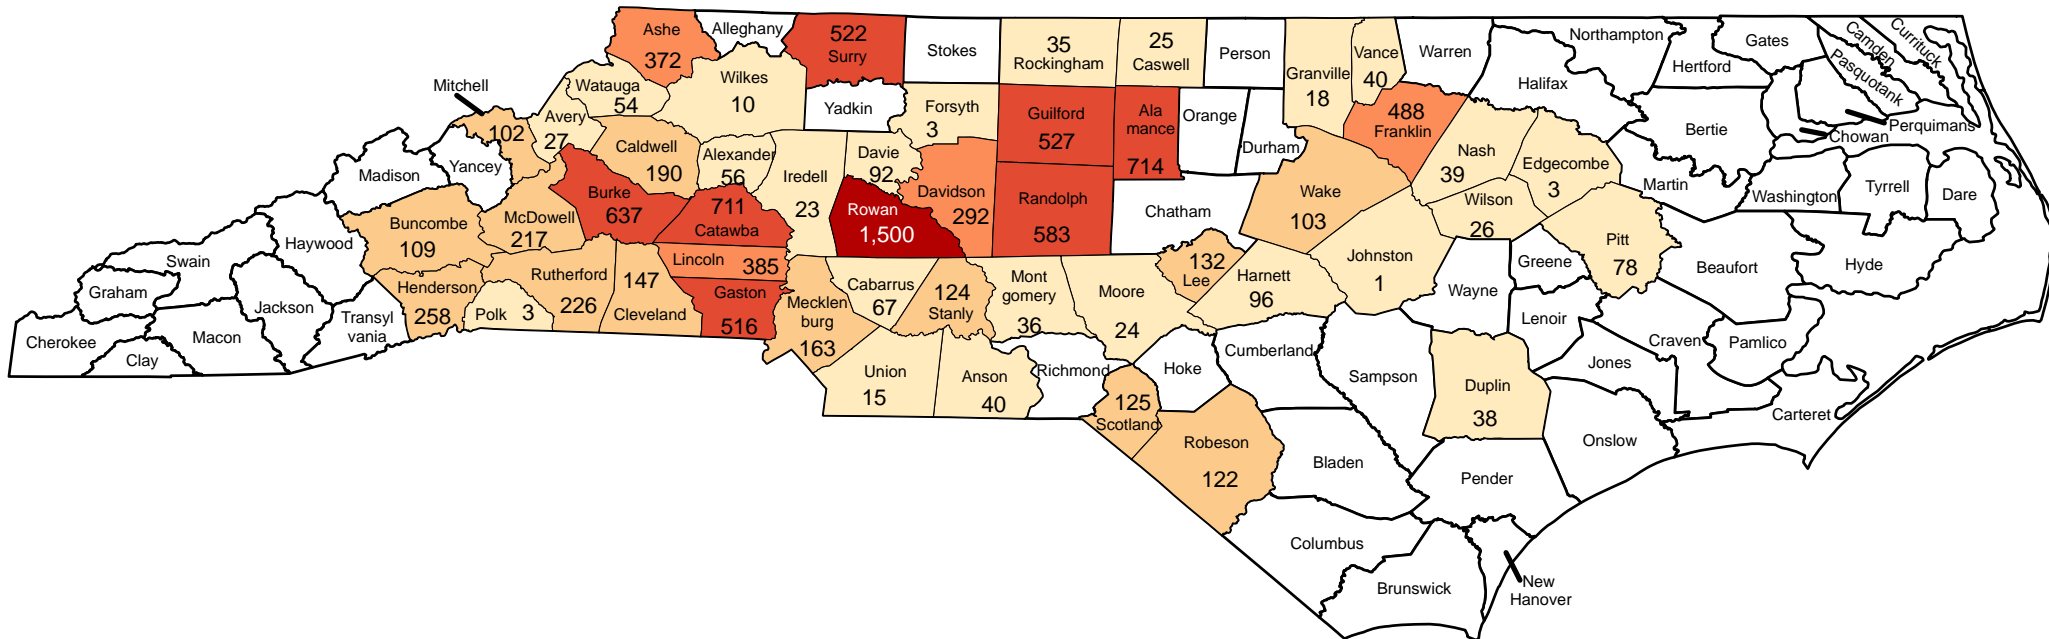 Ashe
372
Alleghany
522
Surry
Stokes
35
Rockingham
25
Caswell
Person
Granville
18
Vance
40
Warren
Northampton
Gates
Hertford
Halifax
Camden
Currituck
Pasquotank
Perquimans
Chowan
Bertie
Mitchell
102
Watauga
54
Wilkes
10
Yadkin
Forsyth
3
Guilford
527
Ala
mance
714
Orange
Durham
488
Franklin
Nash
39
Edgecombe
3
Martin
Washington
Tyrrell
Dare
Avery
27
Caldwell
190
Alexander
56
Iredell
23
Davie
92
Davidson
292
Randolph
583
Chatham
Wake
103
Wilson
26
Pitt
78
Beaufort
Hyde
Madison
Yancey
Burke
637
711
Catawba
Rowan
1,500
Buncombe
109
McDowell
217
Haywood
Swain
Graham
Jackson
Henderson
258
Polk 3
Rutherford
226
147
Cleveland
Lincoln 385
Gaston
516
Mecklen
burg
163
Cabarrus
67
124
Stanly
Mont
gomery
36
Moore
24
132
Lee
Harnett
96
Johnston
1
Wayne
Greene
Lenoir
Craven
Pamlico
Jones
Carteret
Cherokee
Clay
Macon
Transyl
vania
Union
15
Anson
40
Richmond
125
Scotland
Hoke
Cumberland
Sampson
Duplin
38
Onslow
Robeson
122
Bladen
Pender
Columbus
Brunswick
New
Hanover